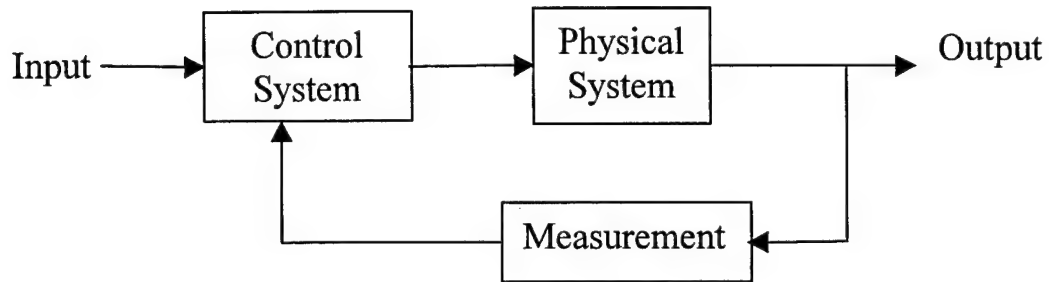 Input
Control
System
Physical
System
Output
Measurement